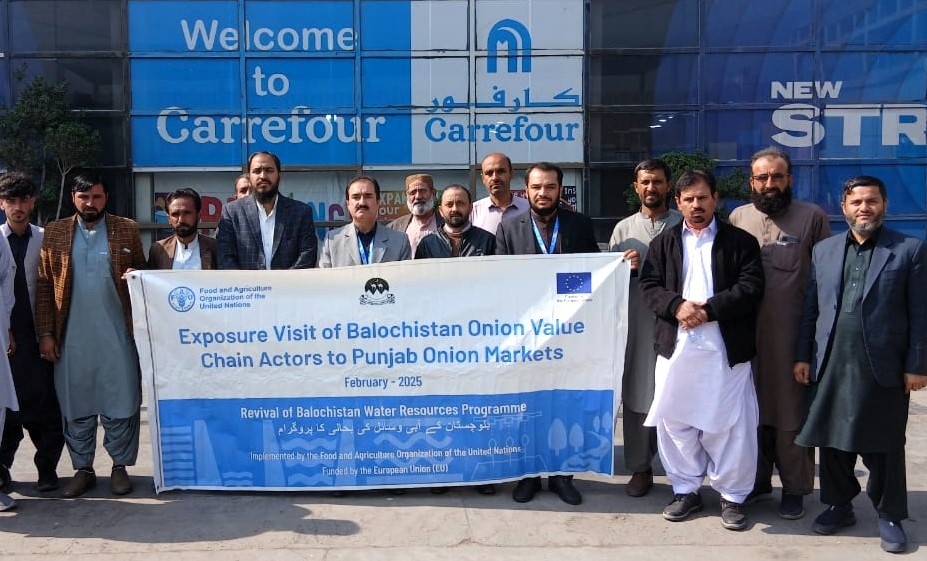 Welcome
to
Carrefour
كارفور
Carrefour
NEW
STR
Food and Agriculture
Organization of the
United Nations
Exposure Visit of Balochistan Onion Value
Chain Actors to Punjab Onion Markets
February - 2025
Revival of Balochistan Water Resources Programme
بلوچستان کے آبی وسائل کی بحالی کا پروگرام
Implemented by the Food and Agriculture Organization of the United Nations
Funded by the European Union (EU)